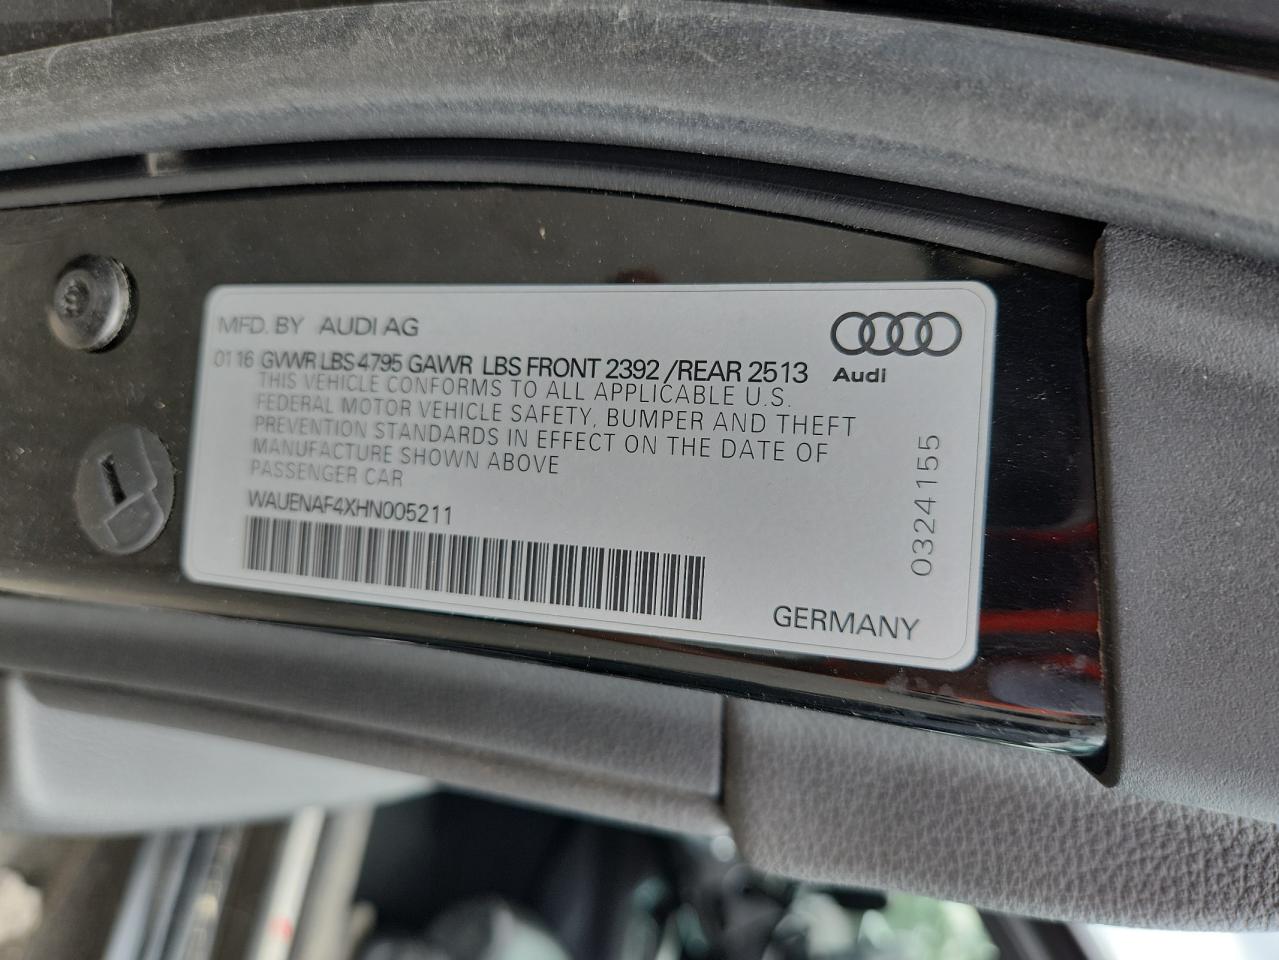 MFD. BY AUDI AG
01 16 GVWR LBS 4795 GAWR LBS FRONT 2392 /REAR 2513
Audi
THIS VEHICLE CONFORMS TO ALL APPLICABLE U.S.
FEDERAL MOTOR VEHICLE SAFETY, BUMPER AND THEFT
PREVENTION STANDARDS IN EFFECT ON THE DATE OF
MANUFACTURE SHOWN ABOVE
PASSENGER CAR
WAUENAF4XHN005211
0324155
GERMANY